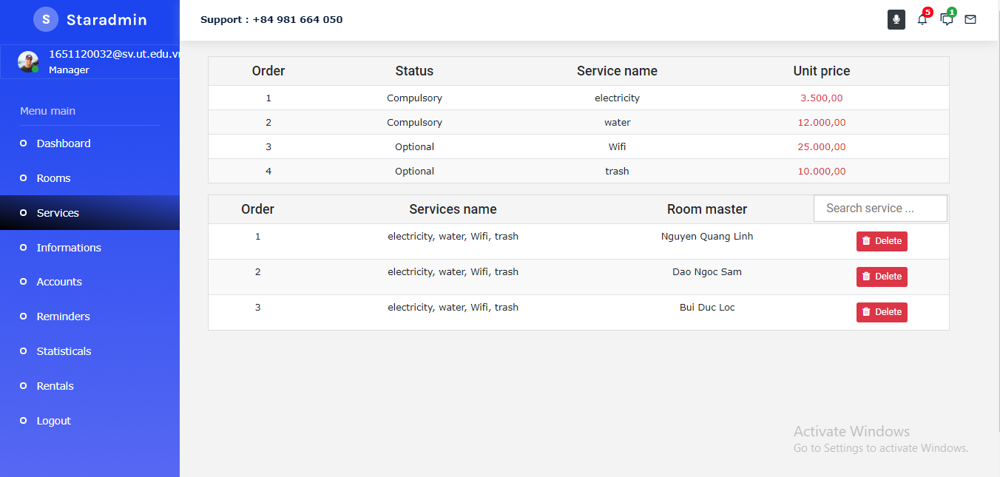 S Staradmin
Support : +84 981 664 050
5
1
1651120032@sv.ut.edu.vn
Manager
Menu main
Dashboard
Rooms
Services
Informations
Accounts
Reminders
Statisticals
Rentals
Logout
Order Status Service name Unit price
1 Compulsory electricity 3.500,00
2 Compulsory water 12.000,00
3 Optional Wifi 25.000,00
4 Optional trash 10.000,00
Order Services name Room master Search service ...
1 electricity, water, Wifi, trash Nguyen Quang Linh Delete
2 electricity, water, Wifi, trash Dao Ngoc Sam Delete
3 electricity, water, Wifi, trash Bui Duc Loc Delete
Activate Windows
Go to Settings to activate Windows.